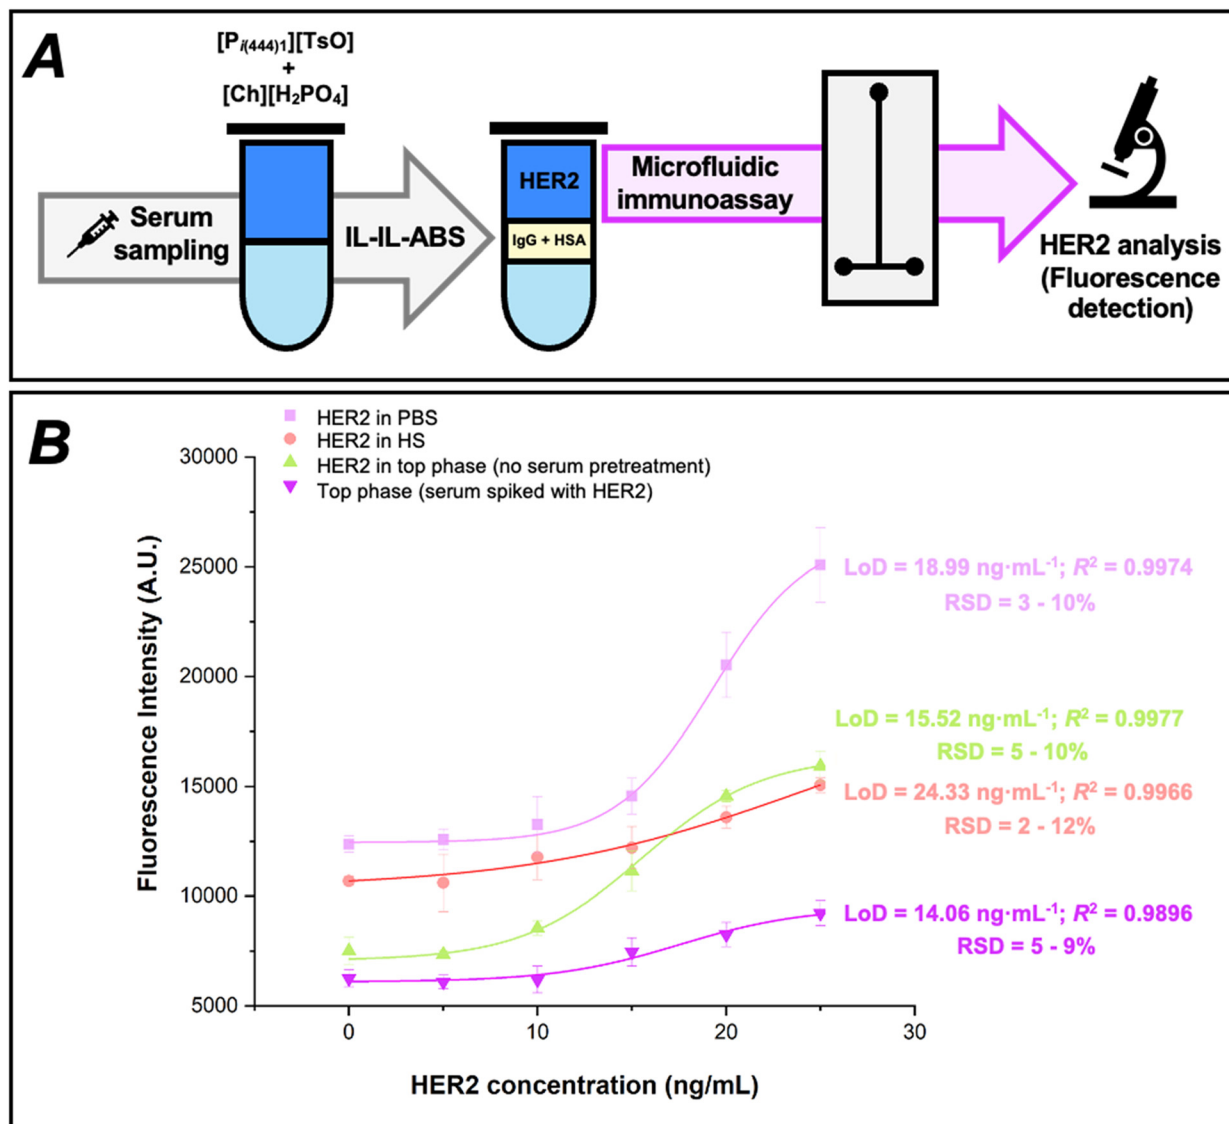 A
[P𝑖(444)1][TsO]
+
[Ch][H₂PO₄]
Serum
sampling
IL-IL-ABS
HER2
IgG + HSA
Microfluidic
immunoassay
HER2 analysis
(Fluorescence
detection)
B
HER2 in PBS
HER2 in HS
HER2 in top phase (no serum pretreatment)
Top phase (serum spiked with HER2)
Fluorescence Intensity (A.U.)
30000
25000
20000
15000
10000
5000
LoD = 18.99 ng·mL⁻¹; R² = 0.9974
RSD = 3 - 10%
LoD = 15.52 ng·mL⁻¹; R² = 0.9977
RSD = 5 - 10%
LoD = 24.33 ng·mL⁻¹; R² = 0.9966
RSD = 2 - 12%
LoD = 14.06 ng·mL⁻¹; R² = 0.9896
RSD = 5 - 9%
0
10
20
30
HER2 concentration (ng/mL)